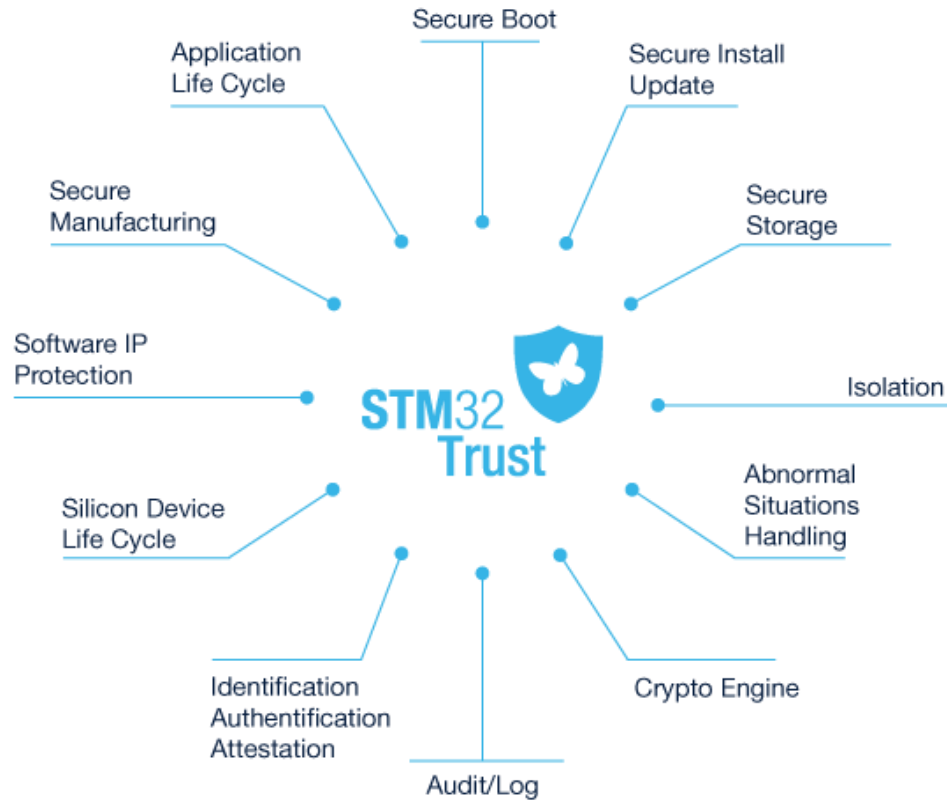 Secure Boot
Application
Life Cycle
Secure Install
Update
Secure
Manufacturing
Secure
Storage
Software IP
Protection
STM32
Trust
Isolation
Silicon Device
Life Cycle
Abnormal
Situations
Handling
Identification
Authentification
Attestation
Crypto Engine
Audit/Log